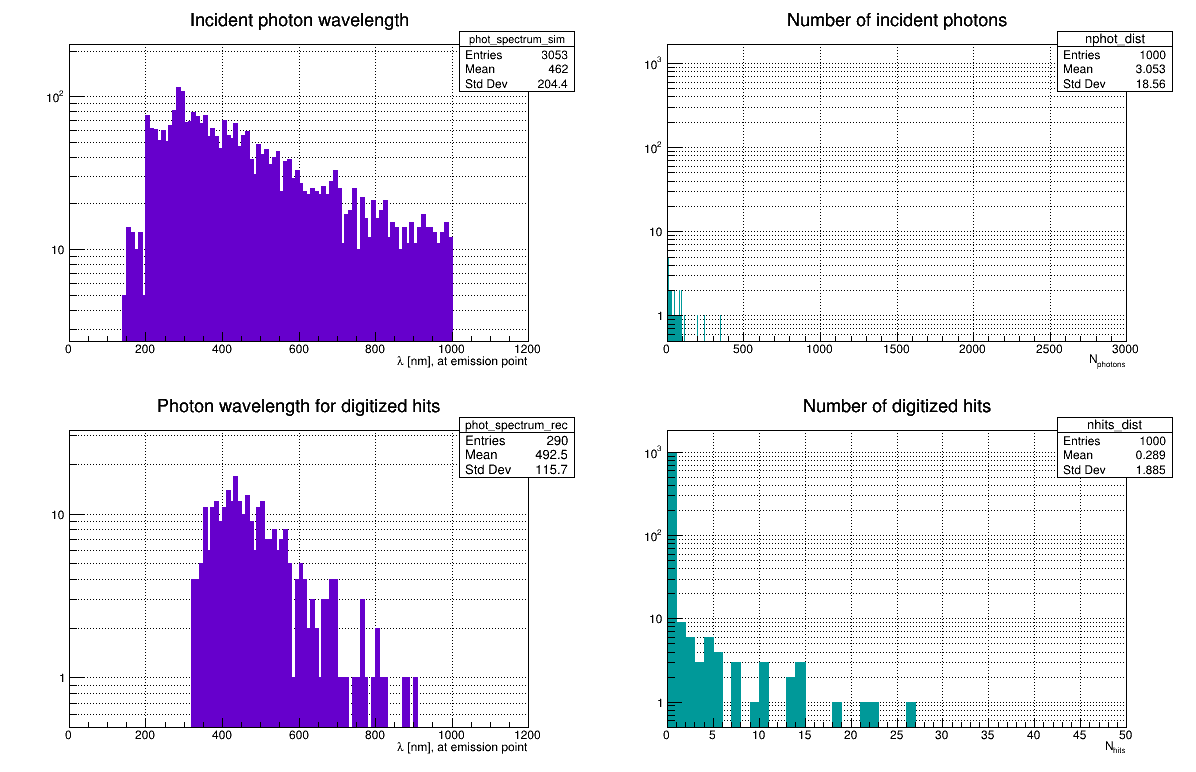 Incident photon wavelength
phot_spectrum_sim
Entries 3053
Mean 462
Std Dev 204.4
10²
10
0 200 400 600 800 1000 1200
λ [nm], at emission point
Number of incident photons
nphot_dist
Entries 1000
Mean 3.053
Std Dev 18.56
10³
10²
10
1
0 500 1000 1500 2000 2500 3000
N_photons
Photon wavelength for digitized hits
phot_spectrum_rec
Entries 290
Mean 492.5
Std Dev 115.7
10
1
0 200 400 600 800 1000 1200
λ [nm], at emission point
Number of digitized hits
nhits_dist
Entries 1000
Mean 0.289
Std Dev 1.885
10³
10²
10
1
0 5 10 15 20 25 30 35 40 45 50
N_hits